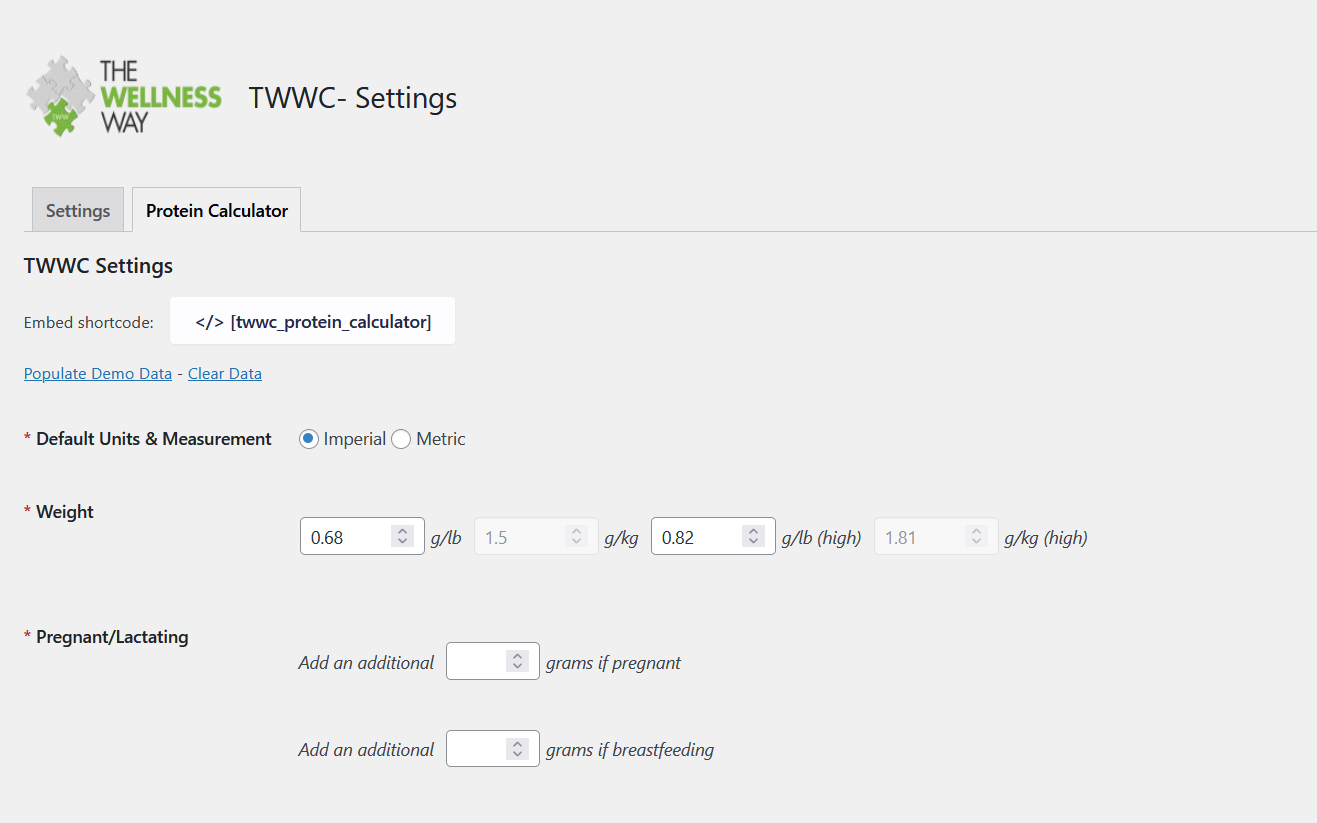 THE
WELLNESS
WAY
TWW
TWWC- Settings
Settings
Protein Calculator
TWWC Settings
Embed shortcode: </> [twwc_protein_calculator]
Populate Demo Data - Clear Data
* Default Units & Measurement Imperial Metric
* Weight
0.68 g/lb 1.5 g/kg 0.82 g/lb (high) 1.81 g/kg (high)
* Pregnant/Lactating
Add an additional grams if pregnant
Add an additional grams if breastfeeding